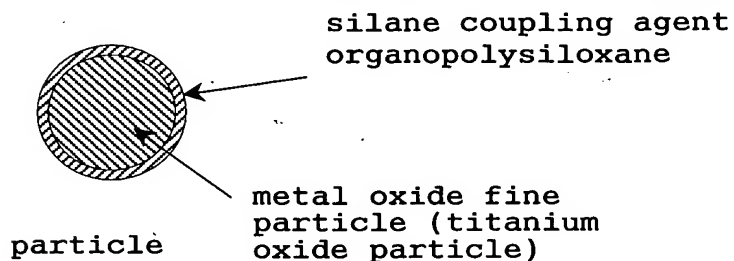 silane coupling agent
organopolysiloxane
metal oxide fine
particle (titanium
oxide particle)
particle